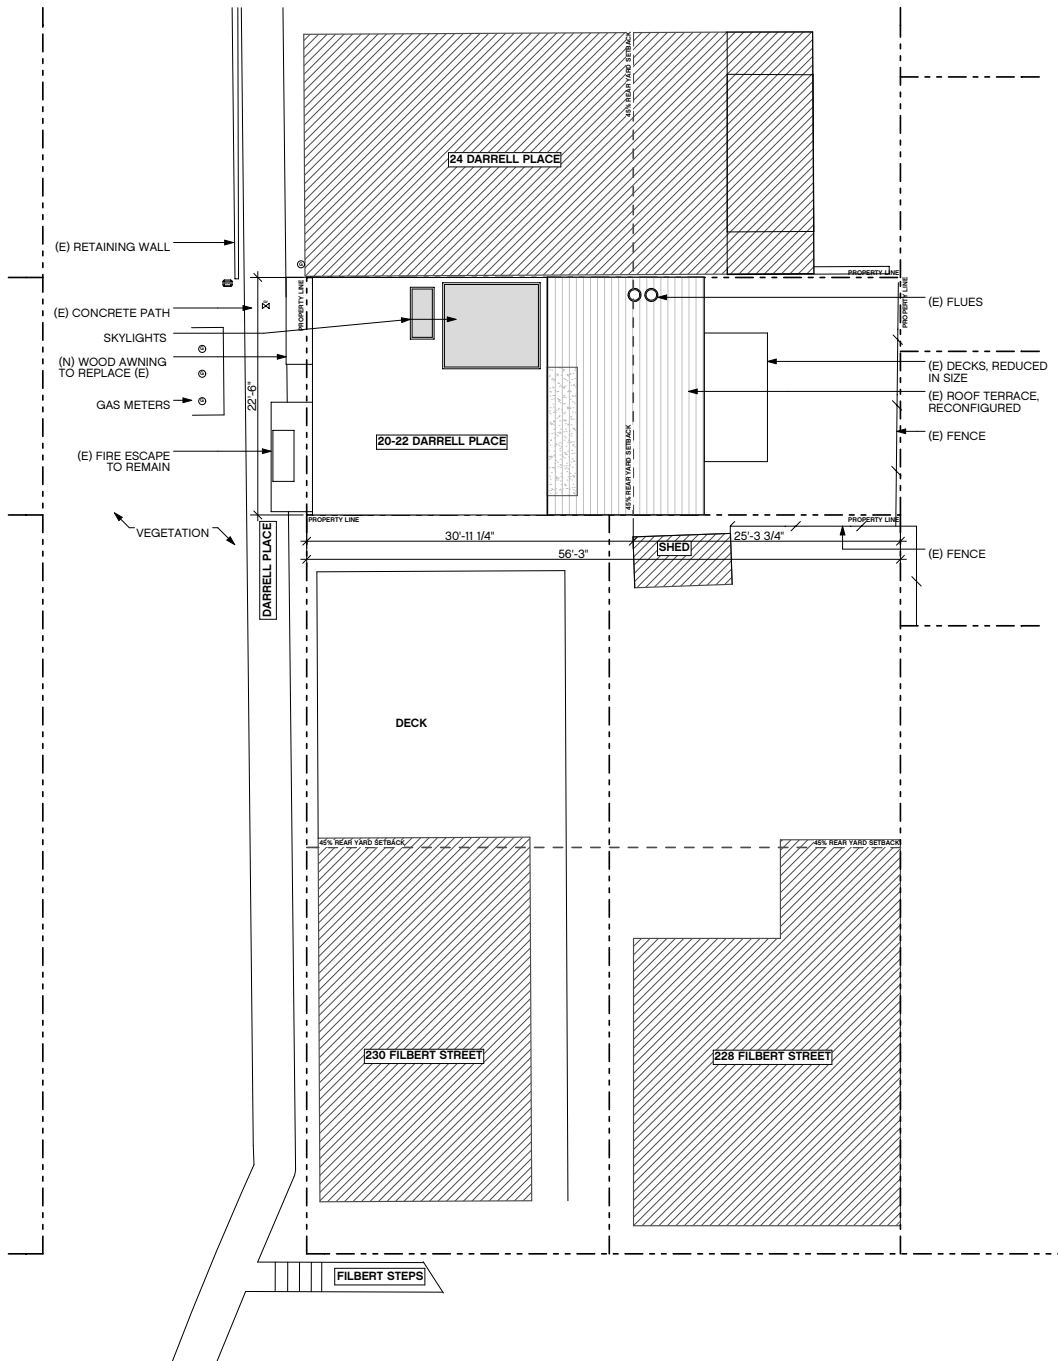 45% REAR YARD SETBACK
24 DARRELL PLACE
(E) RETAINING WALL
G
PROPERTY LINE
PROPERTY LINE
PROPERTY LINE
(E) CONCRETE PATH
(E) FLUES
SKYLIGHTS
(N) WOOD AWNING
TO REPLACE (E)
G
G
G
(E) DECKS, REDUCED
IN SIZE
22'-6"
(E) ROOF TERRACE,
RECONFIGURED
GAS METERS
20-22 DARRELL PLACE
45% REAR YARD SETBACK
(E) FENCE
(E) FIRE ESCAPE
TO REMAIN
PROPERTY LINE
PROPERTY LINE
VEGETATION
30'-11 1/4"
25'-3 3/4"
SHED
56'-3"
(E) FENCE
DARRELL PLACE
DECK
45% REAR YARD SETBACK
45% REAR YARD SETBACK
230 FILBERT STREET
228 FILBERT STREET
FILBERT STEPS